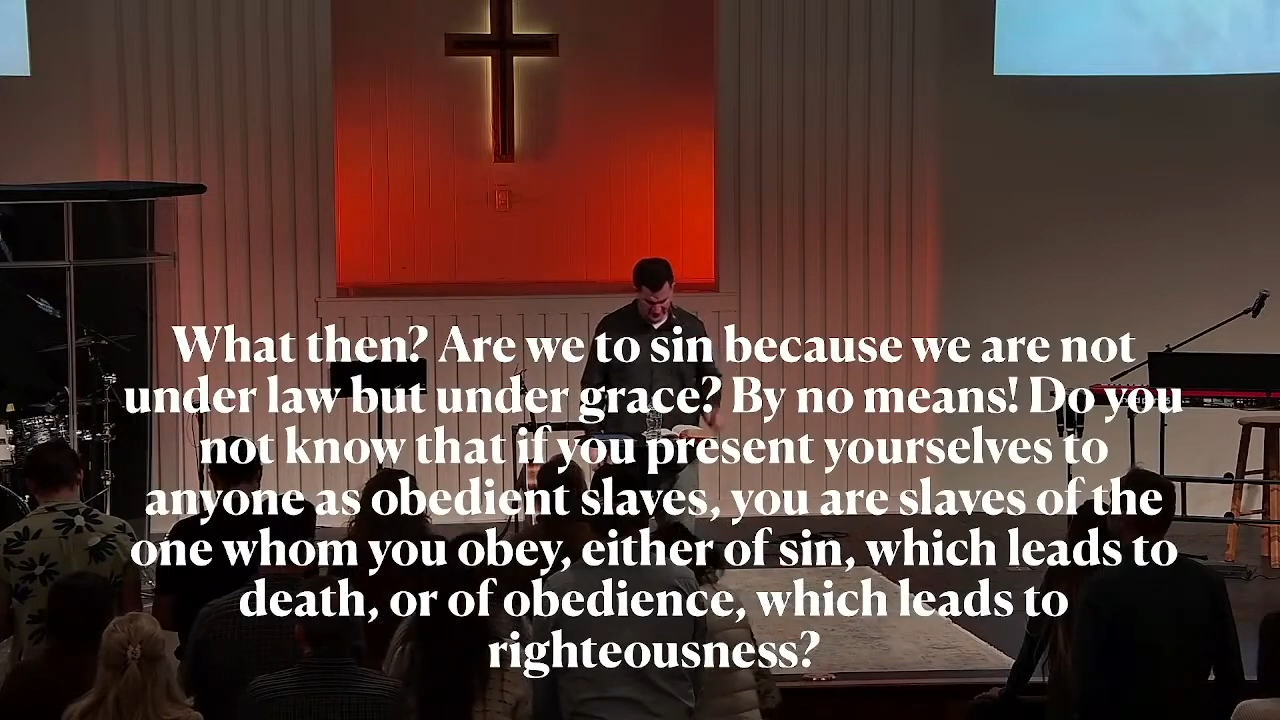 What then? Are we to sin because we are not
under law but under grace? By no means! Do you
not know that if you present yourselves to
anyone as obedient slaves, you are slaves of the
one whom you obey, either of sin, which leads to
death, or of obedience, which leads to
righteousness?